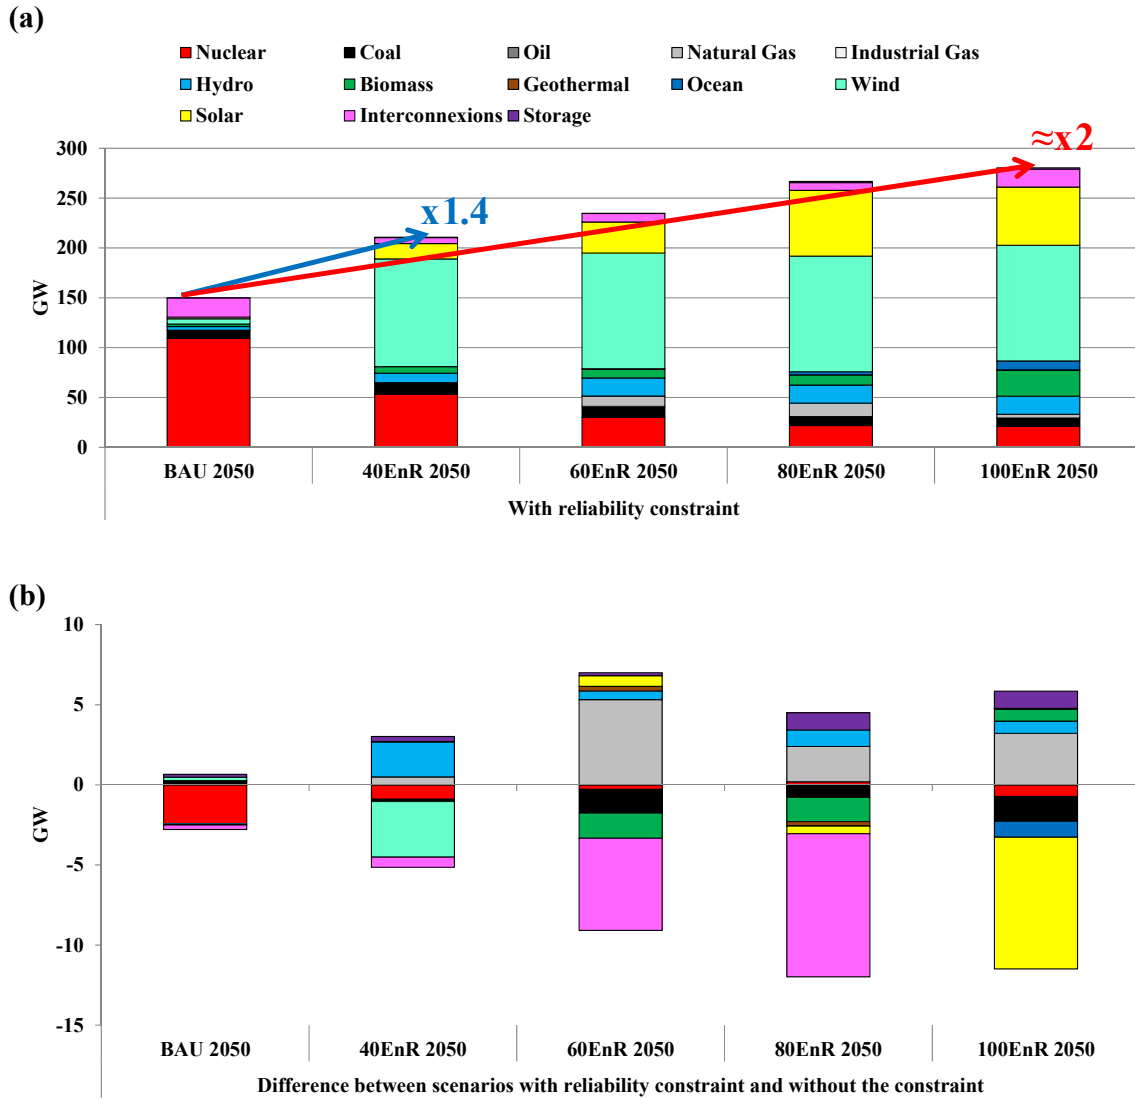 (a)
Nuclear Coal Oil Natural Gas Industrial Gas
Hydro Biomass Geothermal Ocean Wind
Solar Interconnexions Storage
≈x2
x1.4
300
250
200
150
100
50
0
GW
BAU 2050 40EnR 2050 60EnR 2050 80EnR 2050 100EnR 2050
With reliability constraint
(b)
10
5
0
-5
-10
-15
GW
BAU 2050 40EnR 2050 60EnR 2050 80EnR 2050 100EnR 2050
Difference between scenarios with reliability constraint and without the constraint